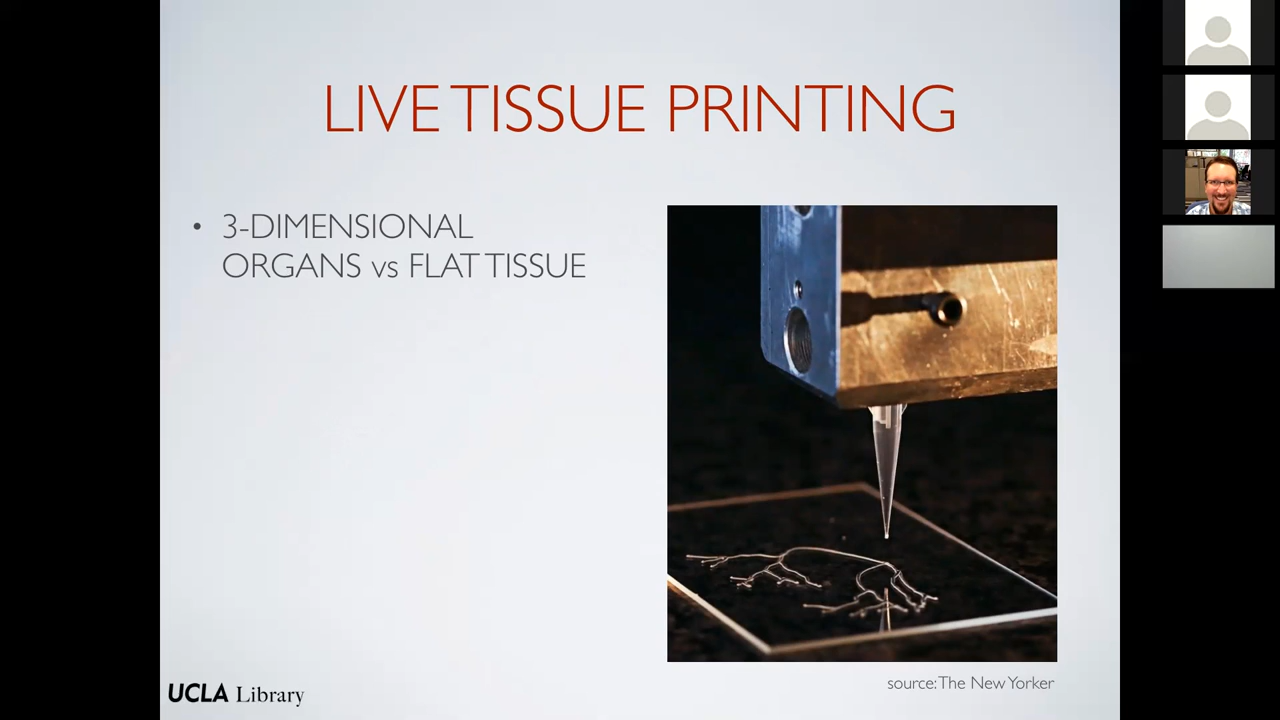 LIVE TISSUE PRINTING
• 3-DIMENSIONAL
ORGANS vs FLAT TISSUE
source: The New Yorker
UCLA Library